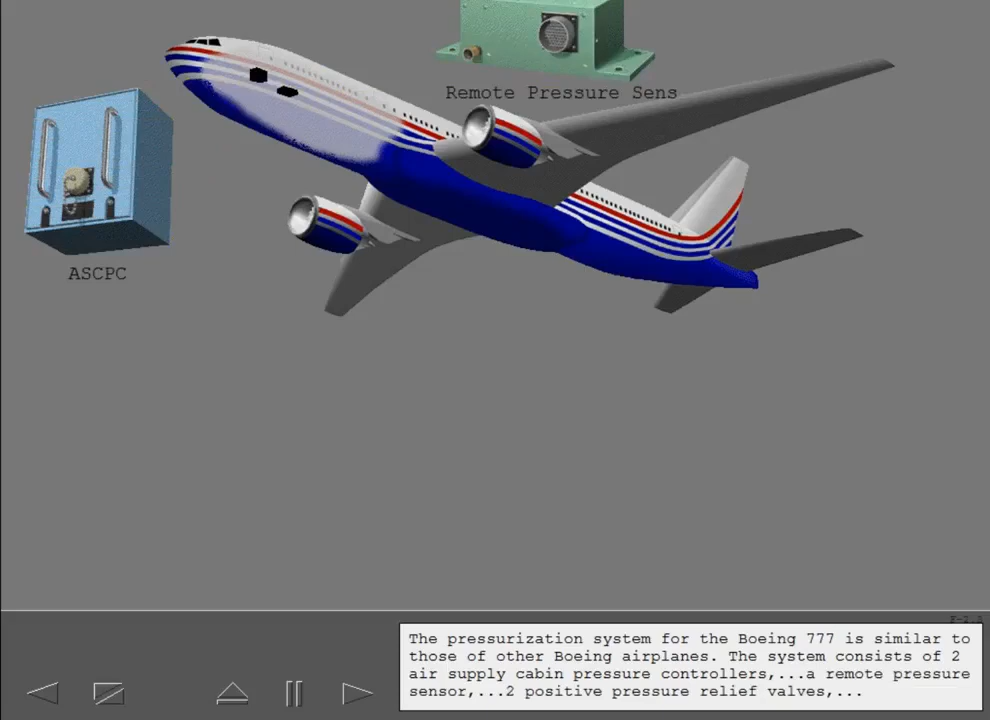 Remote Pressure Sens
ASCPC
The pressurization system for the Boeing 777 is similar to
those of other Boeing airplanes. The system consists of 2
air supply cabin pressure controllers,...a remote pressure
sensor,...2 positive pressure relief valves,...